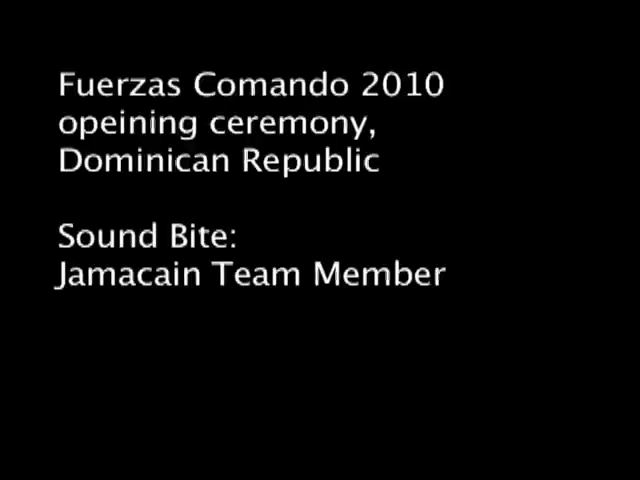 Fuerzas Comando 2010
opeining ceremony,
Dominican Republic
Sound Bite:
Jamacain Team Member